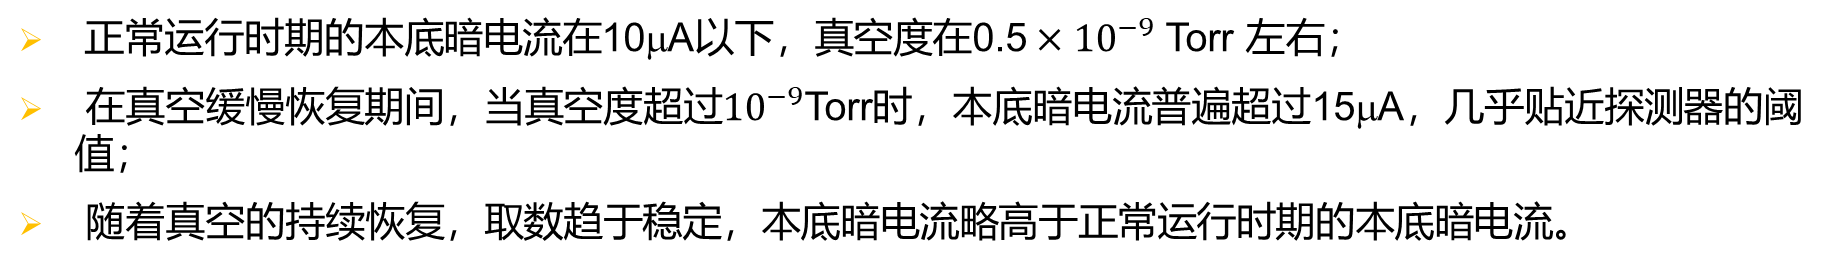 ➢ 正常运行时期的本底暗电流在10μA以下，真空度在0.5 × 10⁻⁹ Torr 左右；
➢ 在真空缓慢恢复期间，当真空度超过10⁻⁹Torr时，本底暗电流普遍超过15μA，几乎贴近探测器的阈
值；
➢ 随着真空的持续恢复，取数趋于稳定，本底暗电流略高于正常运行时期的本底暗电流。